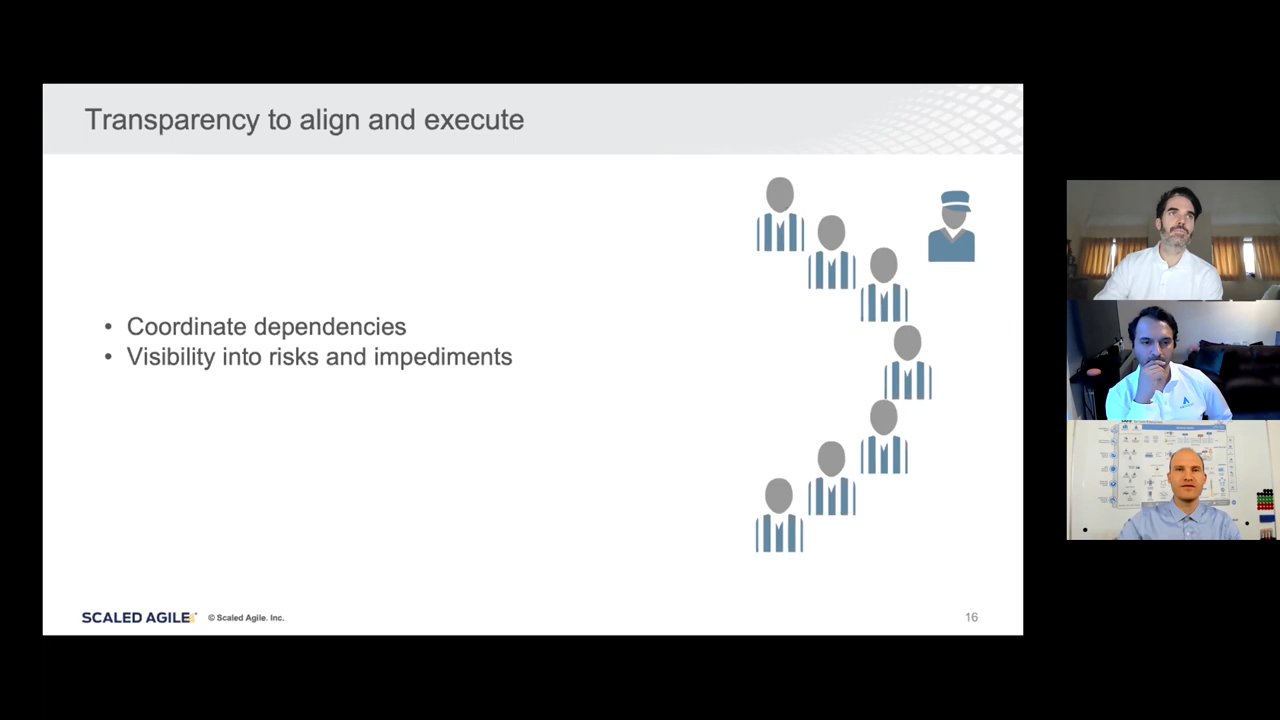 Transparency to align and execute
• Coordinate dependencies
• Visibility into risks and impediments
SCALED AGILE
© Scaled Agile. Inc.
16